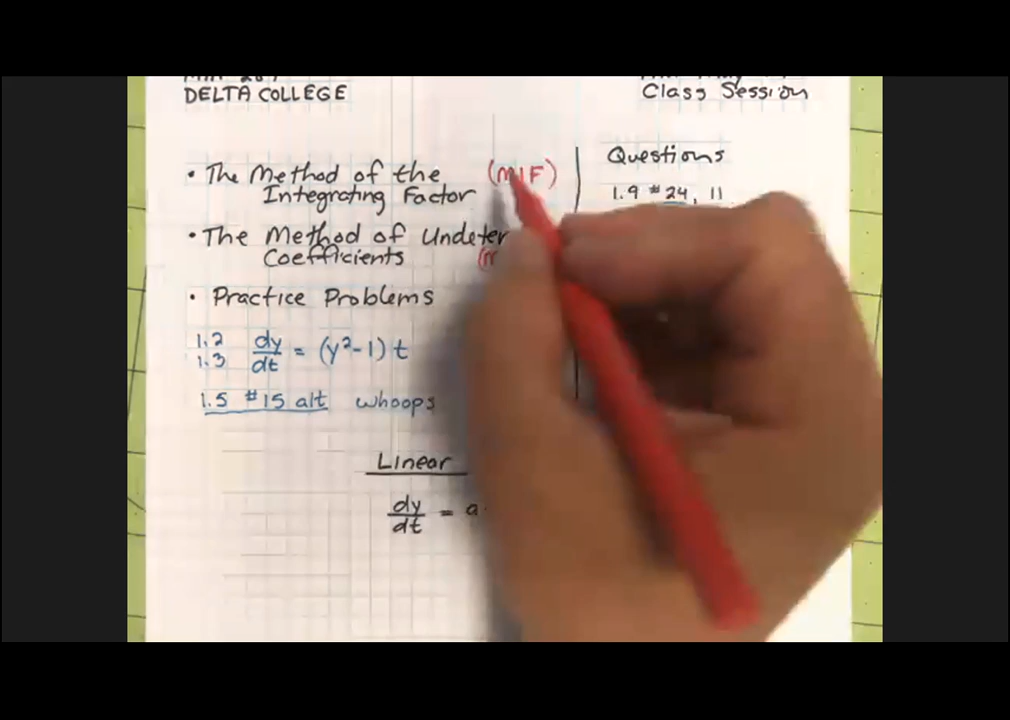 DELTA COLLEGE
Class Session
• The Method of the (MIF)
Integrating Factor
• The Method of Undeter
Coefficients
• Practice Problems
1.2
1.3
dy/dt = (y²-1) t
1.5 #15 alt whoops
Linear
dy/dt = a
Questions
1.9 #24, 11